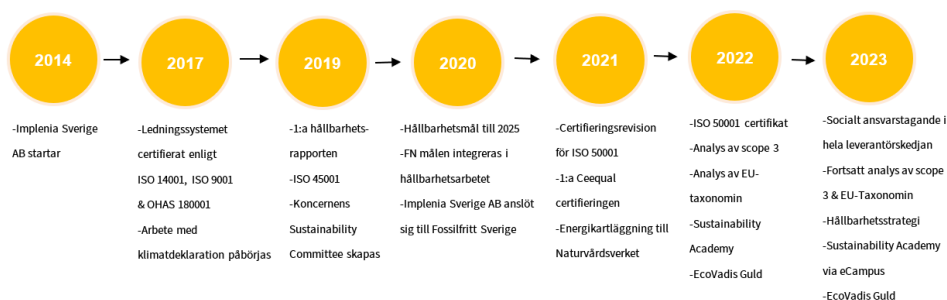 2014
-Implenia Sverige
AB startar
2017
-Ledningssystemet
certifierat enligt
ISO 14001, ISO 9001
& OHAS 180001
-Arbete med
klimatdeklaration påbörjas
2019
-1:a hållbarhets-
rapporten
-ISO 45001
-Koncernens
Sustainability
Committee skapas
2020
-Hållbarhetsmål till 2025
-FN målen integreras i
hållbarhetsarbetet
-Implenia Sverige AB anslöt
sig till Fossilfritt Sverige
2021
-Certifieringsrevision
för ISO 50001
-1:a Ceequal
certifieringen
-Energikartläggning till
Naturvårdsverket
2022
-ISO 50001 certifikat
-Analys av scope 3
-Analys av EU-
taxonomin
-Sustainability
Academy
-EcoVadis Guld
2023
-Socialt ansvarstagande i
hela leverantörskedjan
-Fortsatt analys av scope
3 & EU-Taxonomin
-Hållbarhetsstrategi
-Sustainability Academy
via eCampus
-EcoVadis Guld